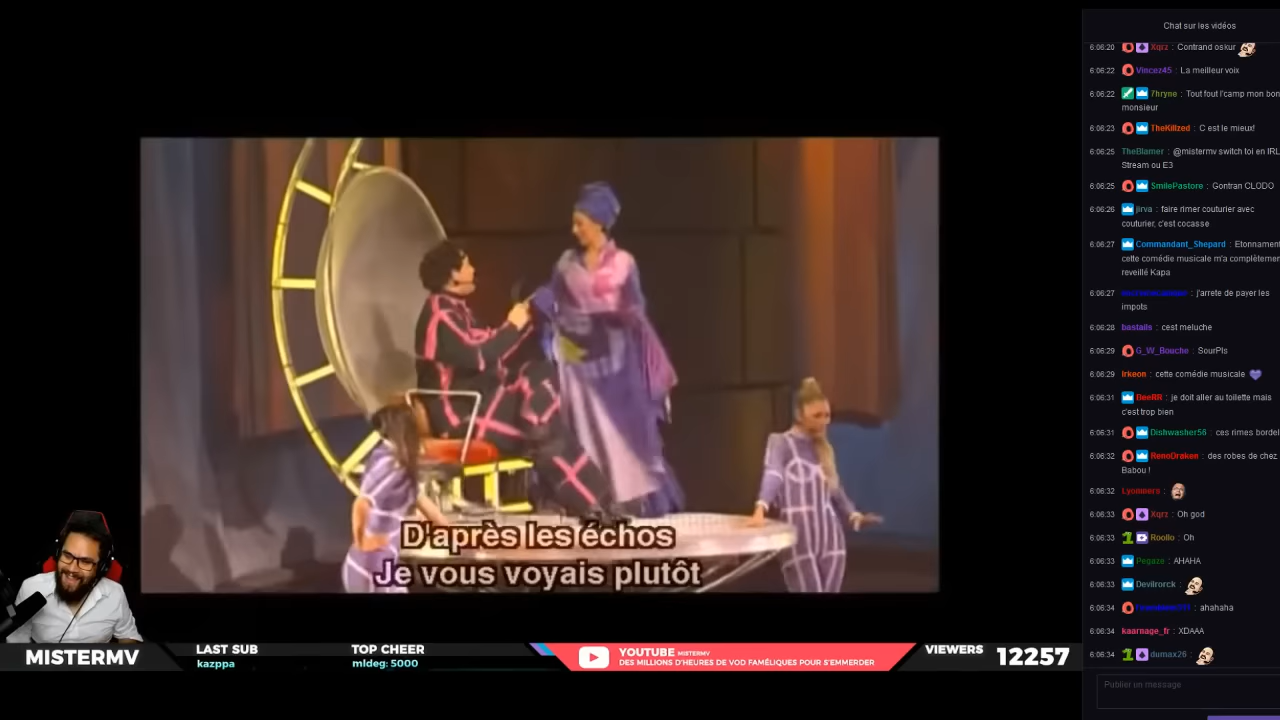 Chat sur les vidéos
6:06:20 Xqrz : Contrand oskur
6:06:22 Vincez45 : La meilleur voix
6:06:22 7hryne : Tout fout l'camp mon bon
monsieur
6:06:23 TheKillzed : C est le mieux!
6:06:25 TheBlamer : @mistermv switch toi en IRL
Stream ou E3
6:06:25 SmilePastore : Gontran CLODO
6:06:26 jirva : faire rimer couturier avec
couturier, c'est cocasse
6:06:27 Commandant_Shepard : Etonnament
cette comédie musicale m'a complètement
reveillé Kapa
6:06:27 : j'arrete de payer les
impots
6:06:28 bastails : cest meluche
6:06:29 G_W_Bouche : SourPls
6:06:29 Irkeon : cette comédie musicale
6:06:31 BeeRR : je doit aller au toilette mais
c'est trop bien
6:06:31 Dishwasher56 : ces rimes bordel
6:06:32 RenoDraken : des robes de chez
Babou !
6:06:32 Lyonmers :
6:06:33 Xqrz : Oh god
6:06:33 Roollo : Oh
6:06:33 Pegaze : AHAHA
6:06:33 Devilrorck :
6:06:34 : ahahaha
6:06:34 kaarnage_fr : XDAAA
6:06:34 dumax26 :
Publier un message
D'après les échos
Je vous voyais plutôt
MISTERMV
LAST SUB
kazppa
TOP CHEER
mldeg: 5000
YOUTUBE MISTERMV
DES MILLIONS D'HEURES DE VOD FAMÉLIQUES POUR S'EMMERDER
VIEWERS
12257